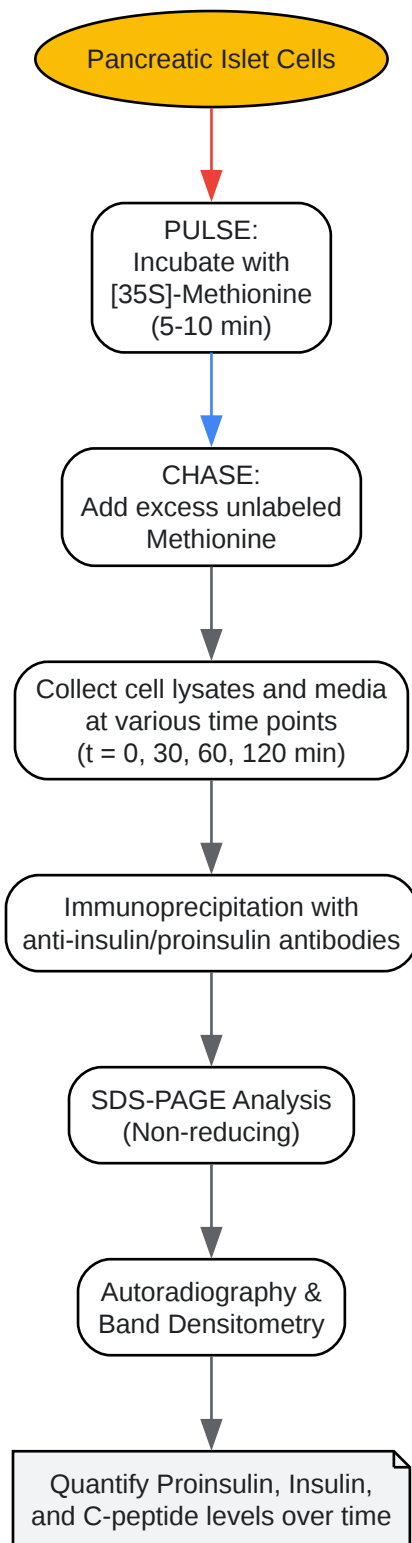 Pancreatic Islet Cells
PULSE:
Incubate with
[35S]-Methionine
(5-10 min)
CHASE:
Add excess unlabeled
Methionine
Collect cell lysates and media
at various time points
(t = 0, 30, 60, 120 min)
Immunoprecipitation with
anti-insulin/proinsulin antibodies
SDS-PAGE Analysis
(Non-reducing)
Autoradiography &
Band Densitometry
Quantify Proinsulin, Insulin,
and C-peptide levels over time